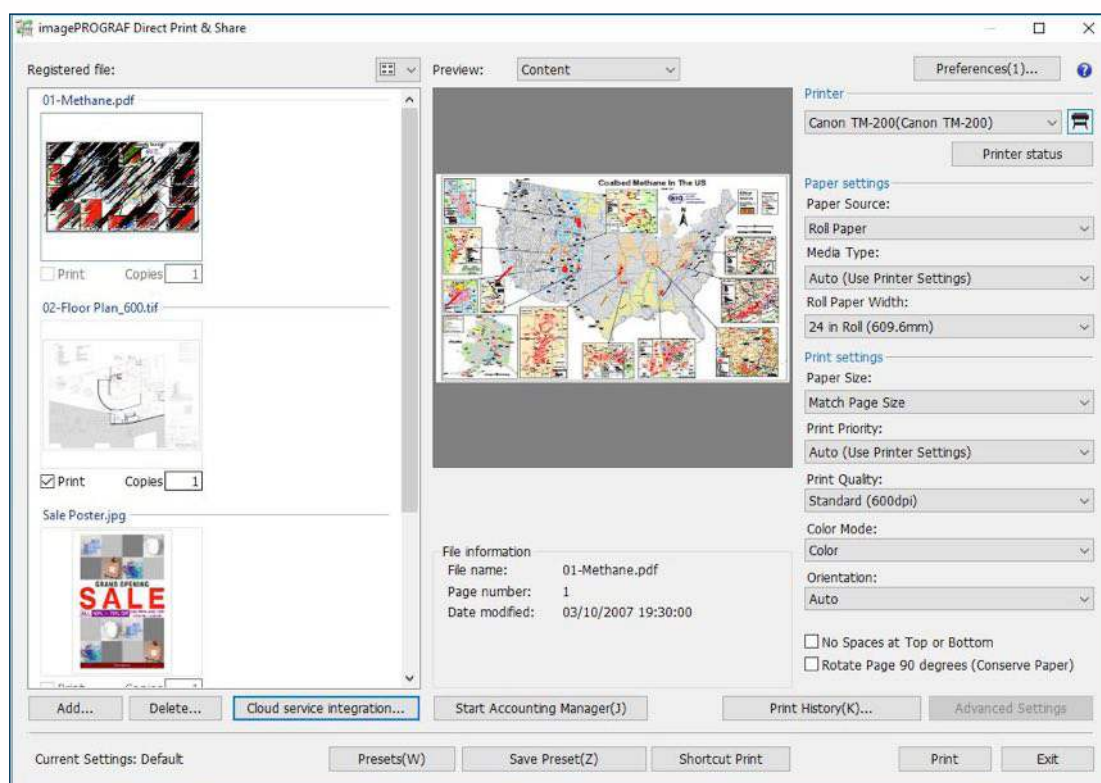 imagePROGRAF Direct Print & Share
Registered file:
Preview: Content
Preferences(1)...
01-Methane.pdf
Print Copies 1
02-Floor Plan_600.tif
Print Copies 1
Sale Poster.jpg
GRAND OPENING
SALE
Coalbed Methane In The US
File information
File name: 01-Methane.pdf
Page number: 1
Date modified: 03/10/2007 19:30:00
Printer
Canon TM-200(Canon TM-200)
Printer status
Paper settings
Paper Source:
Roll Paper
Media Type:
Auto (Use Printer Settings)
Roll Paper Width:
24 in Roll (609.6mm)
Print settings
Paper Size:
Match Page Size
Print Priority:
Auto (Use Printer Settings)
Print Quality:
Standard (600dpi)
Color Mode:
Color
Orientation:
Auto
No Spaces at Top or Bottom
Rotate Page 90 degrees (Conserve Paper)
Add... Delete... Cloud service integration... Start Accounting Manager(J) Print History(K)... Advanced Settings
Current Settings: Default Presets(W) Save Preset(Z) Shortcut Print Print Exit